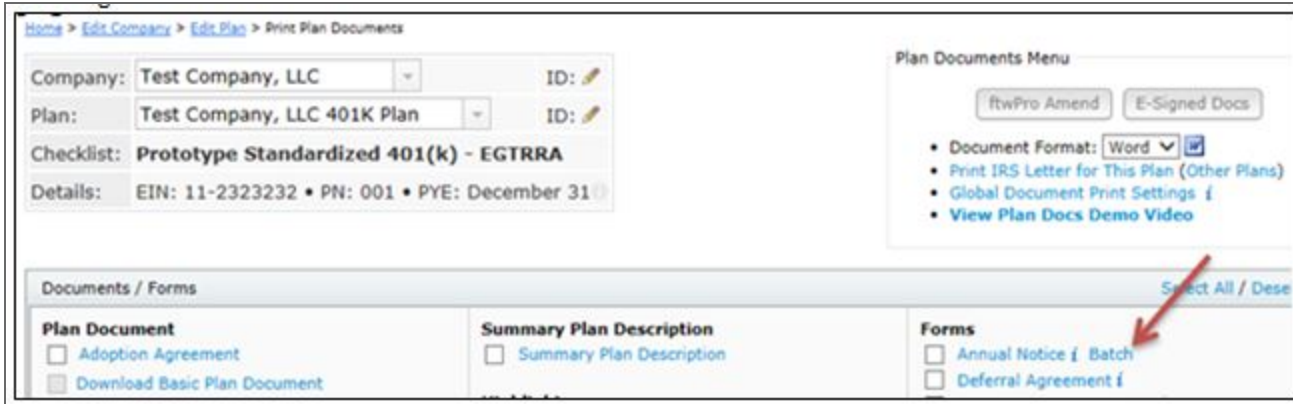 Home > Edit Company > Edit Plan > Print Plan Documents
Company: Test Company, LLC ID:
Plan: Test Company, LLC 401K Plan ID:
Checklist: Prototype Standardized 401(k) - EGTRRA
Details: EIN: 11-2323232 • PN: 001 • PYE: December 31
Plan Documents Menu
ftwPro Amend E-Signed Docs
• Document Format: Word
• Print IRS Letter for This Plan (Other Plans)
• Global Document Print Settings i
• View Plan Docs Demo Video
Documents / Forms Select All / Dese
Plan Document
Adoption Agreement
Download Basic Plan Document
Summary Plan Description
Summary Plan Description
Forms
Annual Notice i Batch
Deferral Agreement i